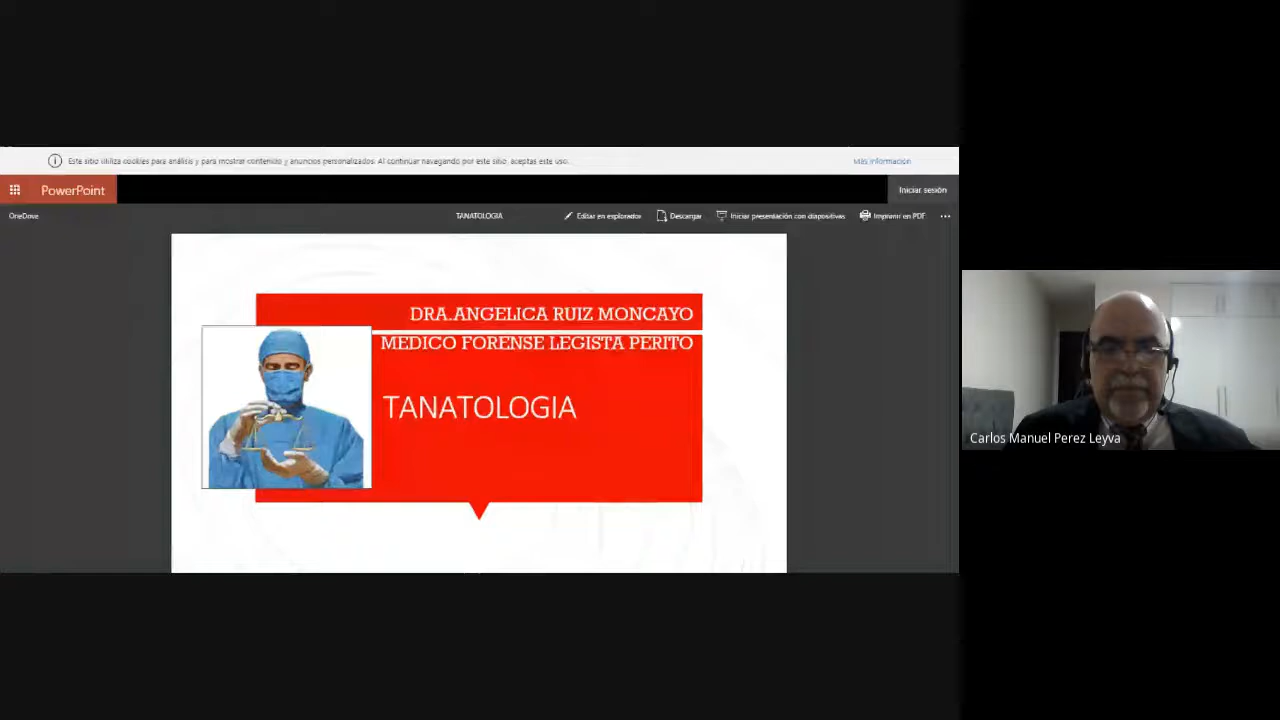 Este sitio utiliza cookies para análisis y para mostrar contenidos y anuncios personalizados. Al continuar navegando por este sitio, aceptas este uso.
Más información
PowerPoint
Iniciar sesión
OneDrive
TANATOLOGIA
Editar en explorador
Descargar
Iniciar presentación con diapositivas
Imprimir en PDF
DRA.ANGELICA RUIZ MONCAYO
MEDICO FORENSE LEGISTA PERITO
TANATOLOGIA
Carlos Manuel Perez Leyva